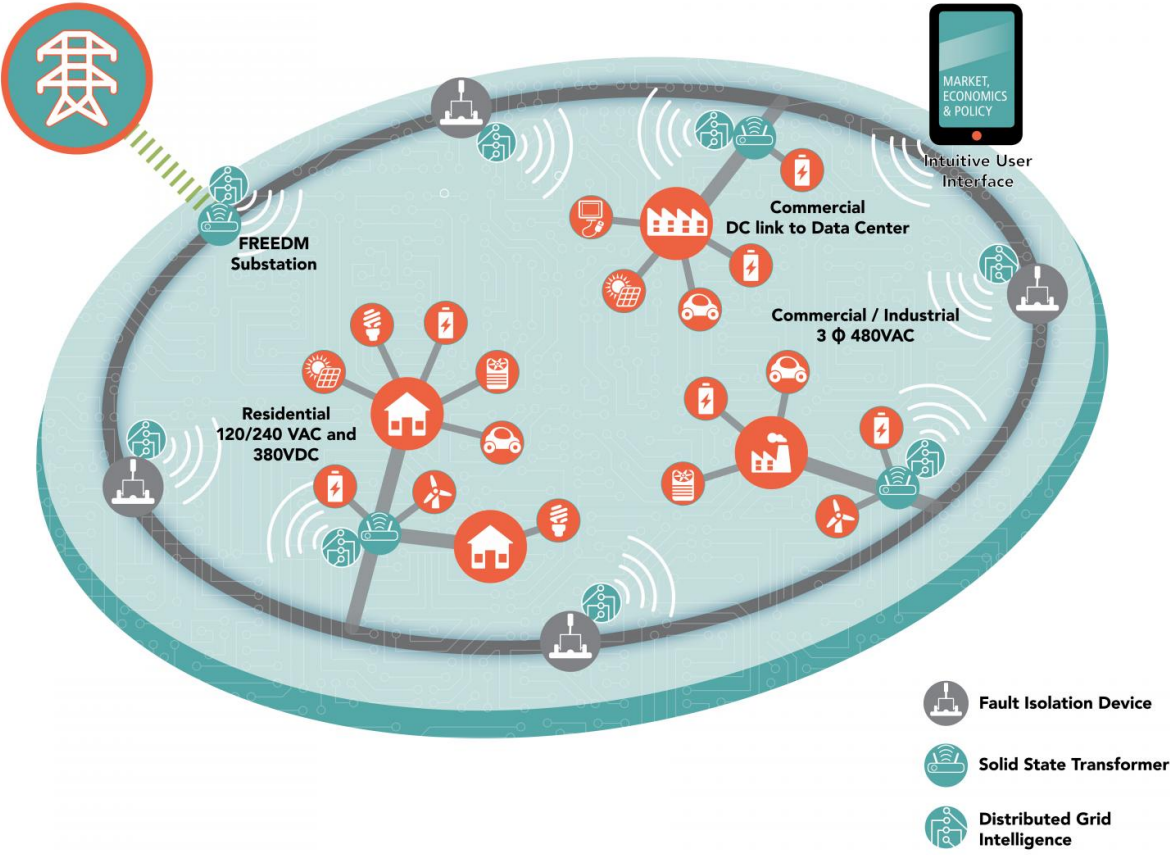 MARKET,
ECONOMICS
& POLICY
Intuitive User
Interface
Commercial
DC link to Data Center
FREEDM
Substation
Commercial / Industrial
3 Φ 480VAC
Residential
120/240 VAC and
380VDC
Fault Isolation Device
Solid State Transformer
Distributed Grid
Intelligence